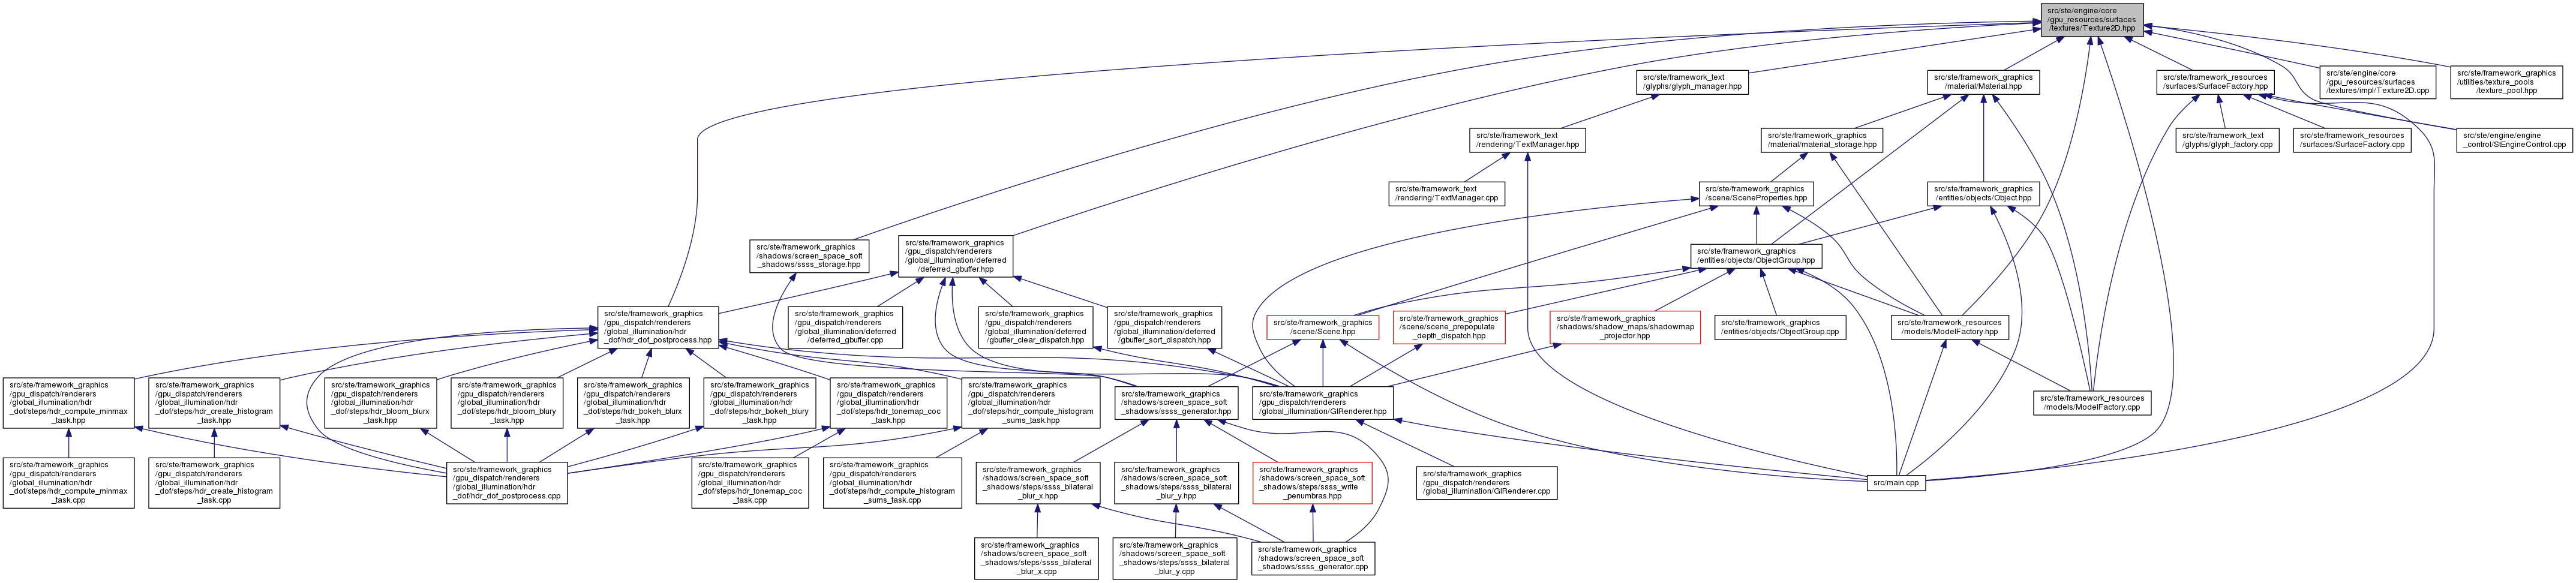 src/ste/engine/core
/gpu_resources/surfaces
/textures/Texture2D.hpp
src/ste/framework_text
/glyphs/glyph_manager.hpp
src/ste/framework_graphics
/material/Material.hpp
src/ste/framework_resources
/surfaces/SurfaceFactory.hpp
src/ste/engine/core
/gpu_resources/surfaces
/textures/impl/Texture2D.cpp
src/ste/framework_graphics
/utilities/texture_pools
/texture_pool.hpp
src/ste/framework_text
/rendering/TextManager.hpp
src/ste/framework_graphics
/material/material_storage.hpp
src/ste/framework_text
/glyphs/glyph_factory.cpp
src/ste/framework_resources
/surfaces/SurfaceFactory.cpp
src/ste/engine/engine
_control/StEngineControl.cpp
src/ste/framework_text
/rendering/TextManager.cpp
src/ste/framework_graphics
/scene/SceneProperties.hpp
src/ste/framework_graphics
/entities/objects/Object.hpp
src/ste/framework_graphics
/shadows/screen_space_soft
_shadows/ssss_storage.hpp
src/ste/framework_graphics
/gpu_dispatch/renderers
/global_illumination/deferred
/deferred_gbuffer.hpp
src/ste/framework_graphics
/entities/objects/ObjectGroup.hpp
src/ste/framework_graphics
/gpu_dispatch/renderers
/global_illumination/hdr
_dof/hdr_dof_postprocess.hpp
src/ste/framework_graphics
/gpu_dispatch/renderers
/global_illumination/deferred
/deferred_gbuffer.cpp
src/ste/framework_graphics
/gpu_dispatch/renderers
/global_illumination/deferred
/gbuffer_clear_dispatch.hpp
src/ste/framework_graphics
/gpu_dispatch/renderers
/global_illumination/deferred
/gbuffer_sort_dispatch.hpp
src/ste/framework_graphics
/scene/Scene.hpp
src/ste/framework_graphics
/scene/scene_prepopulate
_depth_dispatch.hpp
src/ste/framework_graphics
/shadows/shadow_maps/shadowmap
_projector.hpp
src/ste/framework_graphics
/entities/objects/ObjectGroup.cpp
src/ste/framework_resources
/models/ModelFactory.hpp
src/ste/framework_graphics
/gpu_dispatch/renderers
/global_illumination/hdr
_dof/steps/hdr_compute_minmax
_task.hpp
src/ste/framework_graphics
/gpu_dispatch/renderers
/global_illumination/hdr
_dof/steps/hdr_create_histogram
_task.hpp
src/ste/framework_graphics
/gpu_dispatch/renderers
/global_illumination/hdr
_dof/steps/hdr_bloom_blurx
_task.hpp
src/ste/framework_graphics
/gpu_dispatch/renderers
/global_illumination/hdr
_dof/steps/hdr_bloom_blury
_task.hpp
src/ste/framework_graphics
/gpu_dispatch/renderers
/global_illumination/hdr
_dof/steps/hdr_bokeh_blurx
_task.hpp
src/ste/framework_graphics
/gpu_dispatch/renderers
/global_illumination/hdr
_dof/steps/hdr_bokeh_blury
_task.hpp
src/ste/framework_graphics
/gpu_dispatch/renderers
/global_illumination/hdr
_dof/steps/hdr_tonemap_coc
_task.hpp
src/ste/framework_graphics
/gpu_dispatch/renderers
/global_illumination/hdr
_dof/steps/hdr_compute_histogram
_sums_task.hpp
src/ste/framework_graphics
/shadows/screen_space_soft
_shadows/ssss_generator.hpp
src/ste/framework_graphics
/gpu_dispatch/renderers
/global_illumination/GIRenderer.hpp
src/ste/framework_resources
/models/ModelFactory.cpp
src/ste/framework_graphics
/gpu_dispatch/renderers
/global_illumination/hdr
_dof/steps/hdr_compute_minmax
_task.cpp
src/ste/framework_graphics
/gpu_dispatch/renderers
/global_illumination/hdr
_dof/steps/hdr_create_histogram
_task.cpp
src/ste/framework_graphics
/gpu_dispatch/renderers
/global_illumination/hdr
_dof/hdr_dof_postprocess.cpp
src/ste/framework_graphics
/gpu_dispatch/renderers
/global_illumination/hdr
_dof/steps/hdr_tonemap_coc
_task.cpp
src/ste/framework_graphics
/gpu_dispatch/renderers
/global_illumination/hdr
_dof/steps/hdr_compute_histogram
_sums_task.cpp
src/ste/framework_graphics
/shadows/screen_space_soft
_shadows/steps/ssss_bilateral
_blur_x.hpp
src/ste/framework_graphics
/shadows/screen_space_soft
_shadows/steps/ssss_bilateral
_blur_y.hpp
src/ste/framework_graphics
/shadows/screen_space_soft
_shadows/steps/ssss_write
_penumbras.hpp
src/ste/framework_graphics
/gpu_dispatch/renderers
/global_illumination/GIRenderer.cpp
src/main.cpp
src/ste/framework_graphics
/shadows/screen_space_soft
_shadows/steps/ssss_bilateral
_blur_x.cpp
src/ste/framework_graphics
/shadows/screen_space_soft
_shadows/steps/ssss_bilateral
_blur_y.cpp
src/ste/framework_graphics
/shadows/screen_space_soft
_shadows/ssss_generator.cpp